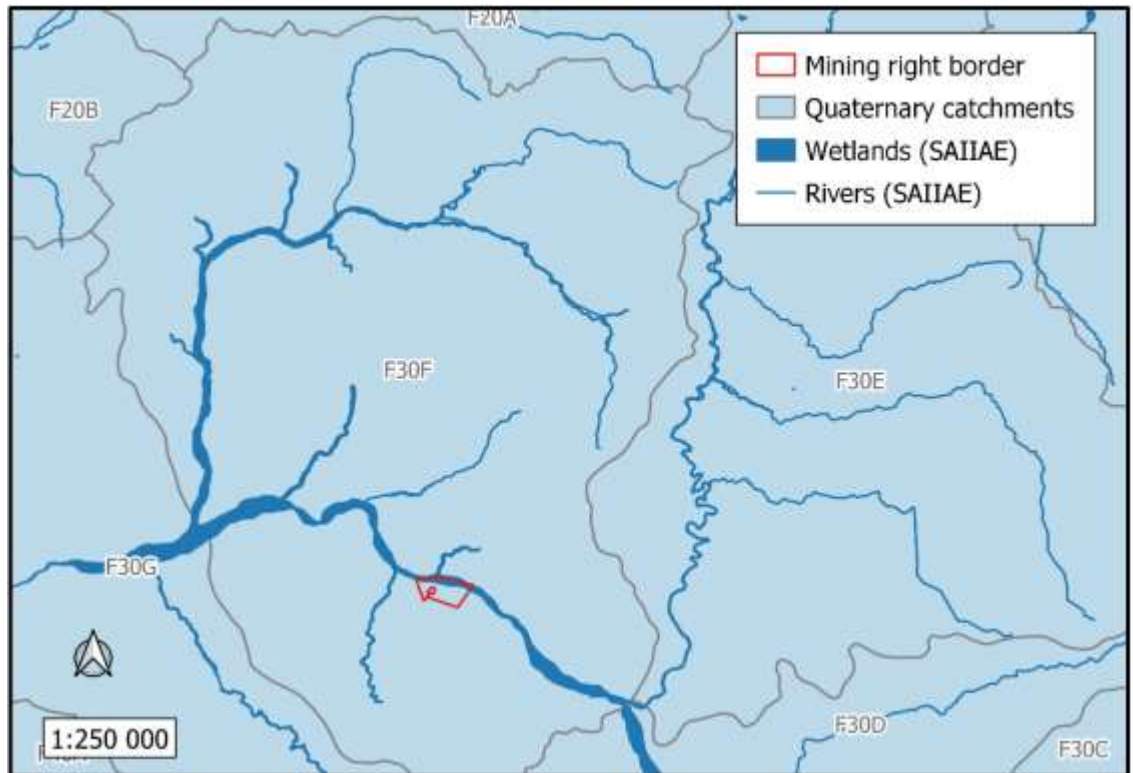 F20A
F20B
Mining right border
Quaternary catchments
Wetlands (SAIIAE)
Rivers (SAIIAE)
F30F
F30E
F30G
1:250 000
F30D
F30C